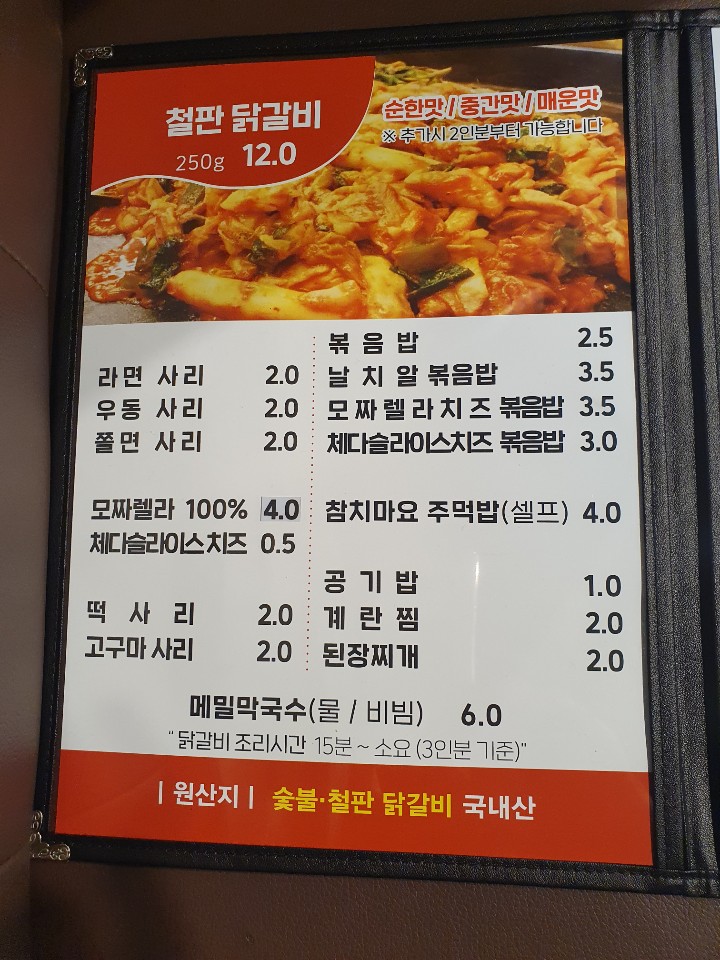 철판 닭갈비
250g 12.0
순한맛 / 중간맛 / 매운맛
※ 추가시 2인분부터 가능합니다
라면 사리 2.0
우동 사리 2.0
쫄면 사리 2.0
모짜렐라 100% 4.0
체다슬라이스치즈 0.5
떡 사 리 2.0
고구마사리 2.0
볶 음 밥 2.5
날 치 알 볶음밥 3.5
모짜렐라치즈 볶음밥 3.5
체다슬라이스치즈 볶음밥 3.0
참치마요 주먹밥(셀프) 4.0
공 기 밥 1.0
계 란 찜 2.0
된장찌개 2.0
메밀막국수(물 / 비빔) 6.0
“ 닭갈비 조리시간 15분 ~ 소요 (3인분 기준)”
| 원산지 | 숯불·철판 닭갈비 국내산